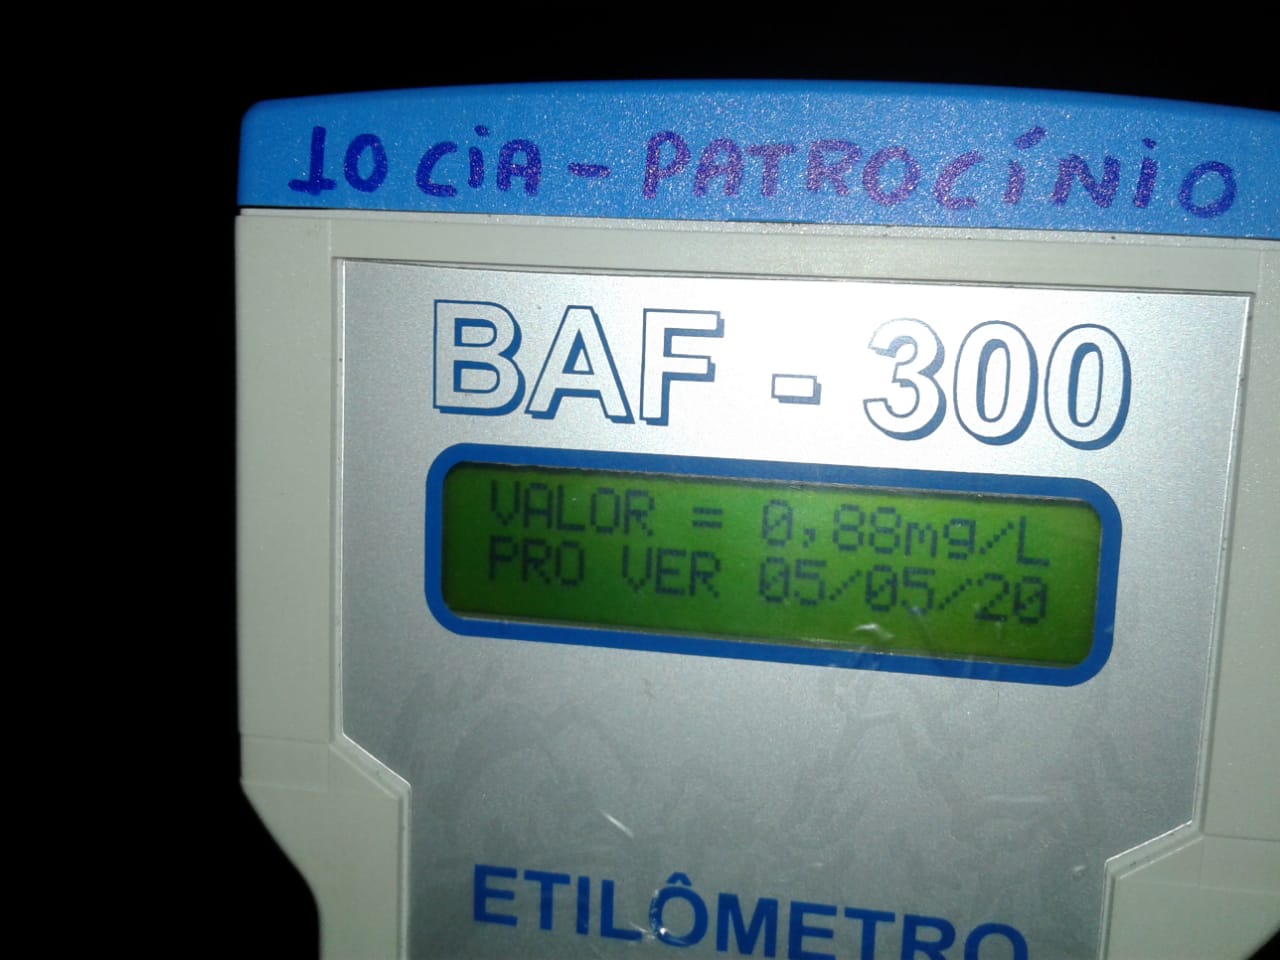 10 CiA - PATROCÍNiO
BAF - 300
VALOR = 0,88mg/L
PRO VER 05/05/20
ETILÔMETRO